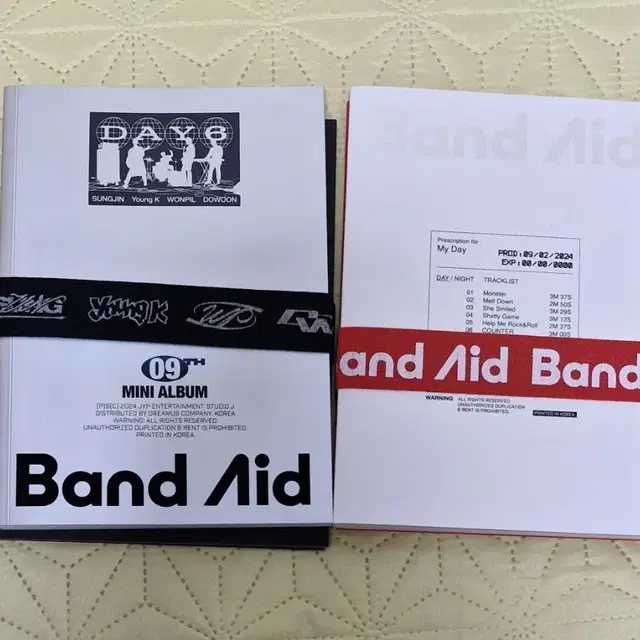 DAY6
SUNGJIN Young K WONPIL DOWOON
Young K
09TH
MINI ALBUM
[P]&[C] 2024 JYP ENTERTAINMENT STUDIO J
DISTRIBUTED BY DREAMUS COMPANY, KOREA
WARNING: ALL RIGHTS RESERVED.
UNAUTHORIZED DUPLICATION & RENT IS PROHIBITED.
PRINTED IN KOREA
Band Aid
Band Aid
Prescription for
My Day
PROD:09/02/2024
EXP:00/00/0000
DAY / NIGHT TRACKLIST
01 Monster 3M 37S
02 Melt Down 2M 50S
03 She Smiled 3M 29S
04 Shxtty Game 3M 12S
05 Help Me Rock&Roll 2M 37S
06 COUNTER 3M 00S
and Aid Band
WARNING: ALL RIGHTS RESERVED
UNAUTHORIZED DUPLICATION
& RENT IS PROHIBITED
PRINTED IN KOREA